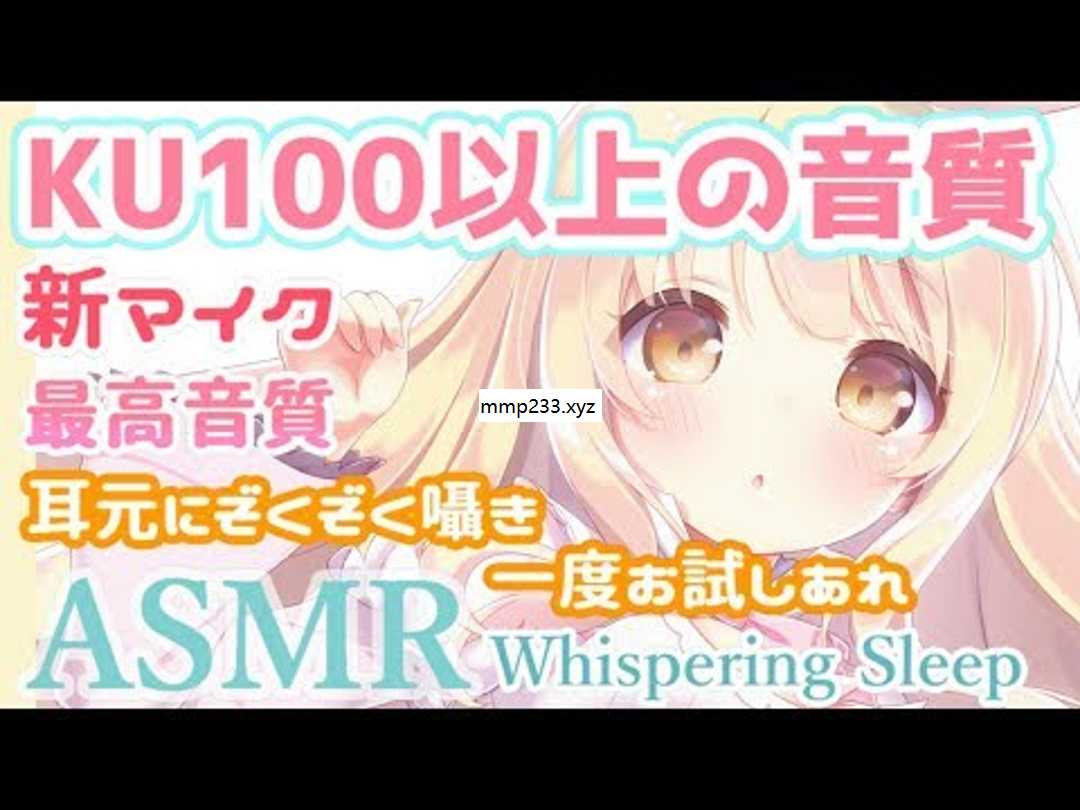 KU100以上の音質
新マイク
最高音質
mmp233.xyz
耳元にぞくぞく囁き
一度お試しあれ
ASMR Whispering Sleep